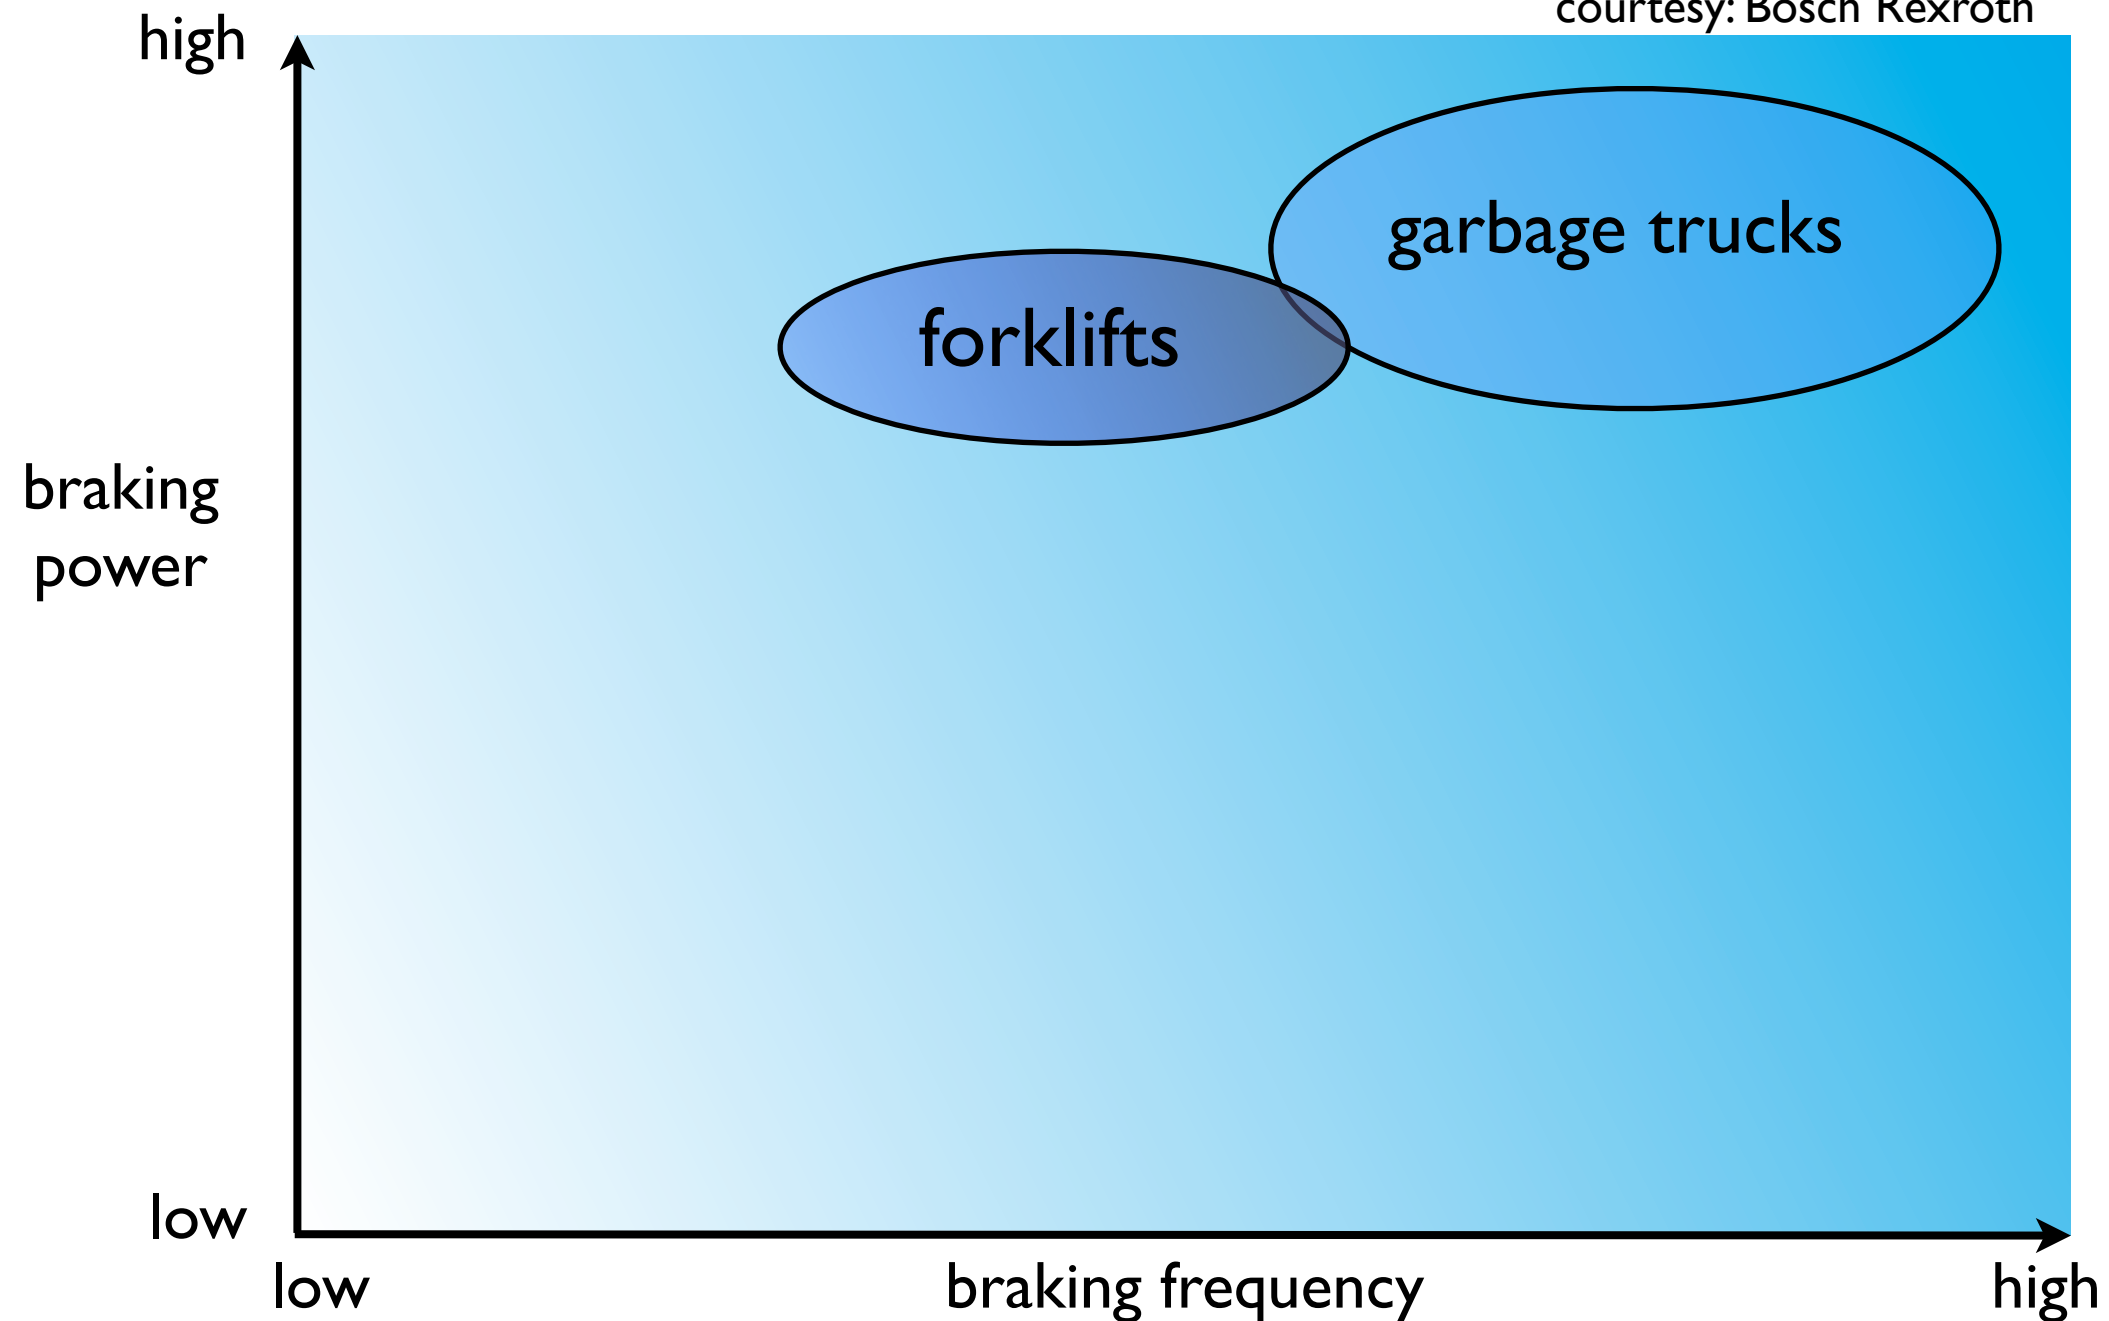 courtesy: Bosch Rexroth
high
garbage trucks
forklifts
braking
power
low
low
braking frequency
high